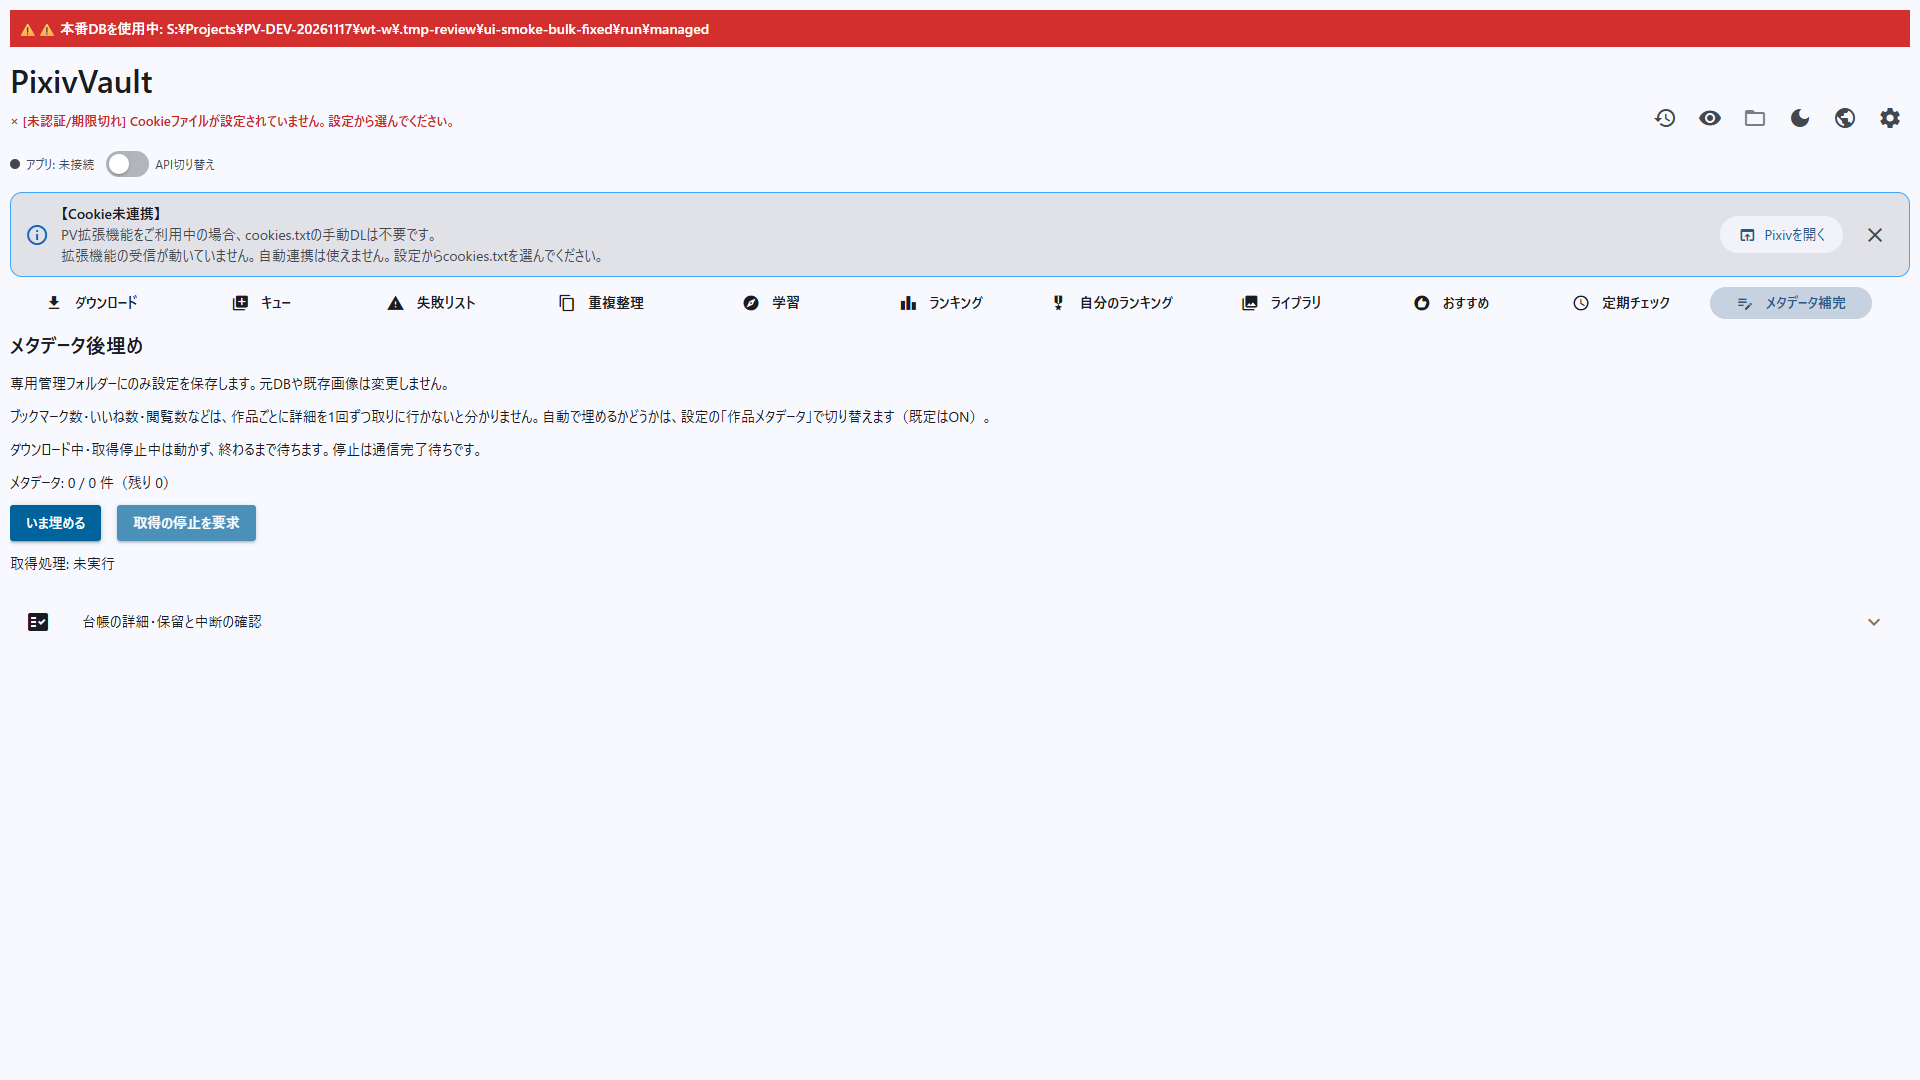 本番DBを使用中: S:¥Projects¥PV-DEV-20261117¥wt-w¥.tmp-review¥ui-smoke-bulk-fixed¥run¥managed
PixivVault
× [未認証/期限切れ] Cookieファイルが設定されていません。設定から選んでください。
アプリ: 未接続 API切り替え
【Cookie未連携】
PV拡張機能をご利用中の場合、cookies.txtの手動DLは不要です。
拡張機能の受信が動いていません。自動連携は使えません。設定からcookies.txtを選んでください。
Pixivを開く
ダウンロード キュー 失敗リスト 重複整理 学習 ランキング 自分のランキング ライブラリ おすすめ 定期チェック メタデータ補完
メタデータ後埋め
専用管理フォルダーにのみ設定を保存します。元DBや既存画像は変更しません。
ブックマーク数・いいね数・閲覧数などは、作品ごとに詳細を1回ずつ取りに行かないと分かりません。自動で埋めるかどうかは、設定の「作品メタデータ」で切り替えます（既定はON）。
ダウンロード中・取得停止中は動かず、終わるまで待ちます。停止は通信完了待ちです。
メタデータ: 0 / 0 件（残り 0）
いま埋める 取得の停止を要求
取得処理: 未実行
台帳の詳細・保留と中断の確認